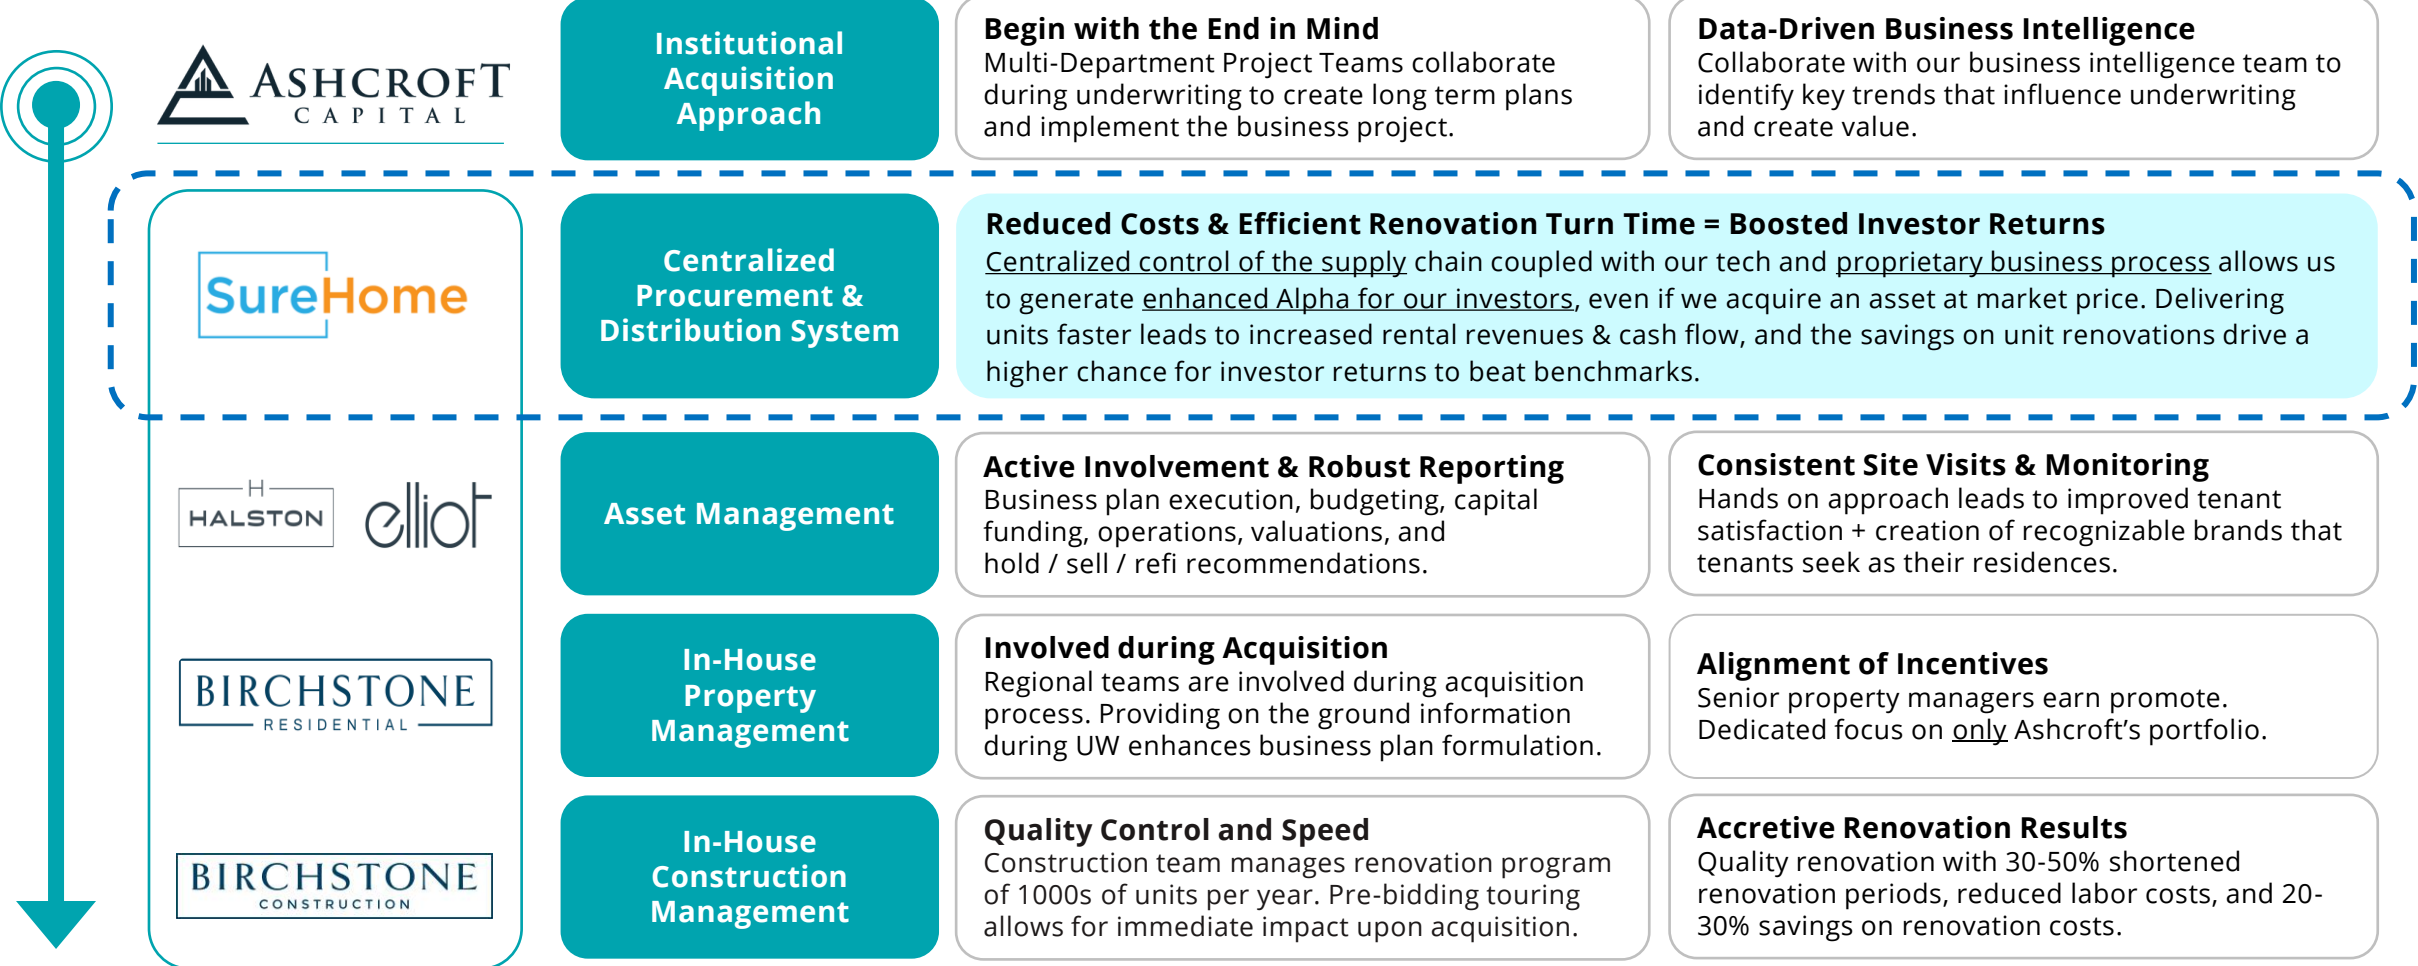 ASHCROFT
CAPITAL
Institutional
Acquisition
Approach
Begin with the End in Mind
Multi-Department Project Teams collaborate
during underwriting to create long term plans
and implement the business project.
Data-Driven Business Intelligence
Collaborate with our business intelligence team to
identify key trends that influence underwriting
and create value.
SureHome
Centralized
Procurement &
Distribution System
Reduced Costs & Efficient Renovation Turn Time = Boosted Investor Returns
Centralized control of the supply chain coupled with our tech and proprietary business process allows us
to generate enhanced Alpha for our investors, even if we acquire an asset at market price. Delivering
units faster leads to increased rental revenues & cash flow, and the savings on unit renovations drive a
higher chance for investor returns to beat benchmarks.
H
HALSTON
elliot
Asset Management
Active Involvement & Robust Reporting
Business plan execution, budgeting, capital
funding, operations, valuations, and
hold / sell / refi recommendations.
Consistent Site Visits & Monitoring
Hands on approach leads to improved tenant
satisfaction + creation of recognizable brands that
tenants seek as their residences.
BIRCHSTONE
RESIDENTIAL
In-House
Property
Management
Involved during Acquisition
Regional teams are involved during acquisition
process. Providing on the ground information
during UW enhances business plan formulation.
Alignment of Incentives
Senior property managers earn promote.
Dedicated focus on only Ashcroft’s portfolio.
BIRCHSTONE
CONSTRUCTION
In-House
Construction
Management
Quality Control and Speed
Construction team manages renovation program
of 1000s of units per year. Pre-bidding touring
allows for immediate impact upon acquisition.
Accretive Renovation Results
Quality renovation with 30-50% shortened
renovation periods, reduced labor costs, and 20-
30% savings on renovation costs.